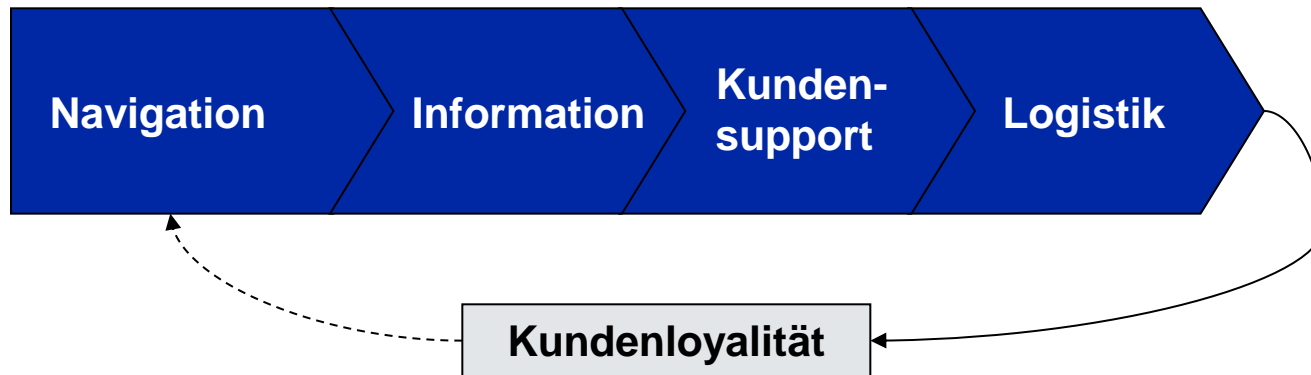 Navigation
Information
Kunden-
support
Logistik
Kundenloyalität